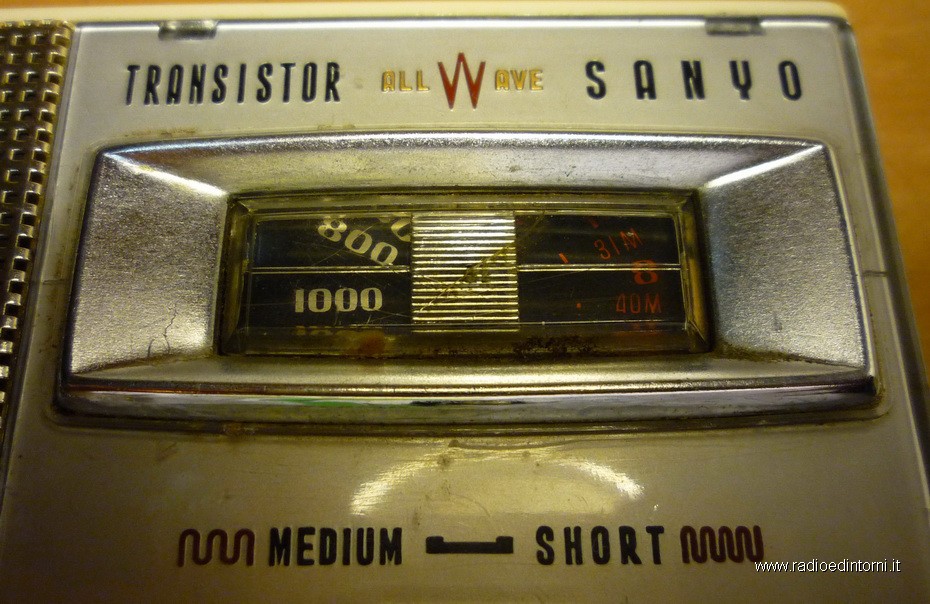 TRANSISTOR ALL WAVE SANYO
800
31M
8
1000
40M
MEDIUM SHORT
www.radioedintorni.it